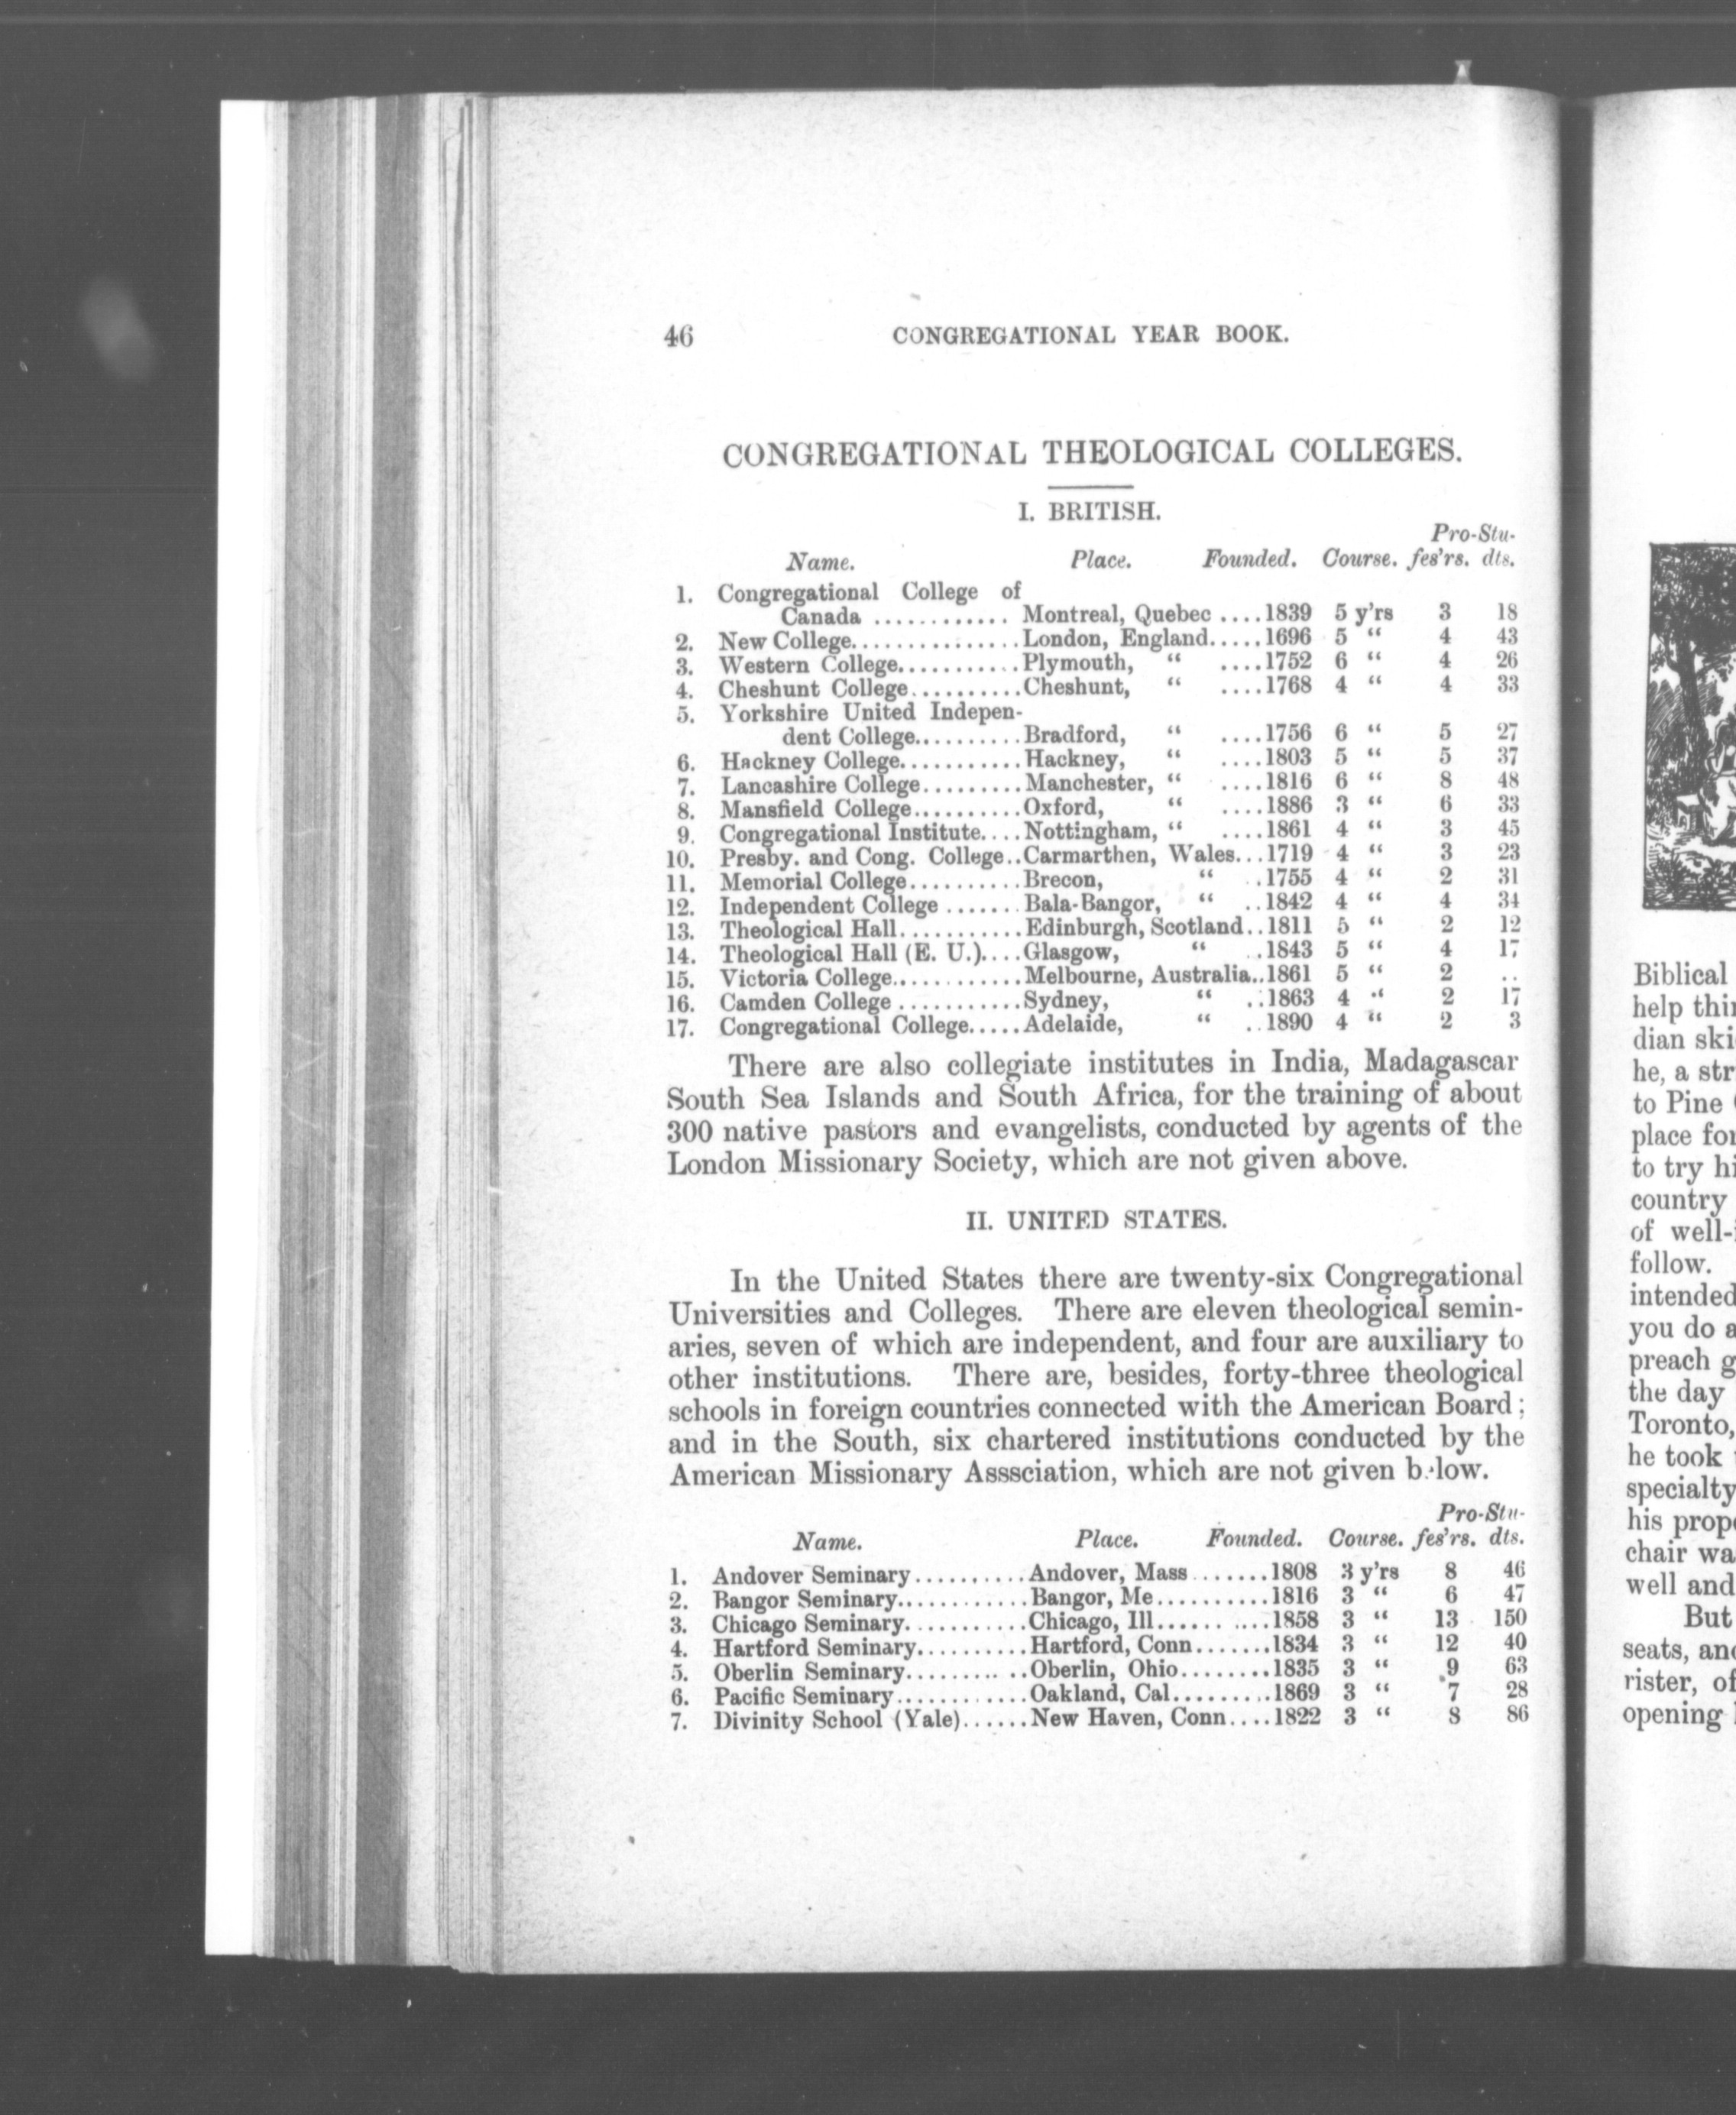 46 CONGREGATIONAL YEAR BOOK.
CONGREGATIONAL THEOLOGICAL COLLEGES.
I. BRITISH.
Pro- Stu-
Name. Place. Founded. Course. fes'rs. dts.
1. Congregational College of
Canada ............ Montreal, Quebec ....1839 5 y'rs 3 18
2. New College............... London, England.....1696 5 " 4 43
3. Western College........... Plymouth, " ....1752 6 " 4 26
4. Cheshunt College.......... Cheshunt, " ....1768 4 " 4 33
5. Yorkshire United Indepen-
dent College.......... Bradford, " ....1756 6 " 5 27
6. Hackney College........... Hackney, " ....1803 5 " 5 37
7. Lancashire College......... Manchester, " ....1816 6 " 8 48
8. Mansfield College.......... Oxford, " ....1886 3 " 6 33
9. Congregational Institute.... Nottingham, " ....1861 4 " 3 45
10. Presby. and Cong. College.. Carmarthen, Wales...1719 4 " 3 23
11. Memorial College.......... Brecon, " ..1755 4 " 2 31
12. Independent College ....... Bala-Bangor, " ..1842 4 " 4 34
13. Theological Hall........... Edinburgh, Scotland..1811 5 " 2 12
14. Theological Hall (E. U.).... Glasgow, " ..1843 5 " 4 17
15. Victoria College............ Melbourne, Australia..1861 5 " 2 ..
16. Camden College ........... Sydney, " ..1863 4 " 2 17
17. Congregational College..... Adelaide, " ..1890 4 " 2 3
There are also collegiate institutes in India, Madagascar
South Sea Islands and South Africa, for the training of about
300 native pastors and evangelists, conducted by agents of the
London Missionary Society, which are not given above.
II. UNITED STATES.
In the United States there are twenty-six Congregational
Universities and Colleges. There are eleven theological semin-
aries, seven of which are independent, and four are auxiliary to
other institutions. There are, besides, forty-three theological
schools in foreign countries connected with the American Board;
and in the South, six chartered institutions conducted by the
American Missionary Asssciation, which are not given b.low.
Pro- Stu-
Name. Place. Founded. Course. fes'rs. dts.
1. Andover Seminary.......... Andover, Mass .......1808 3 y'rs 8 46
2. Bangor Seminary............ Bangor, Me...........1816 3 " 6 47
3. Chicago Seminary........... Chicago, Ill...... ....1858 3 " 13 150
4. Hartford Seminary.......... Hartford, Conn.......1834 3 " 12 40
5. Oberlin Seminary......... .. Oberlin, Ohio........1835 3 " 9 63
6. Pacific Seminary............ Oakland, Cal.........1869 3 " 7 28
7. Divinity School (Yale)...... New Haven, Conn....1822 3 " 8 86
Biblical
help thin
dian ski
he, a str
to Pine
place for
to try hi
country
of well-
follow.
intended
you do a
preach g
the day
Toronto,
he took
specialty
his prop
chair wa
well and
But
seats, and
rister, of
opening